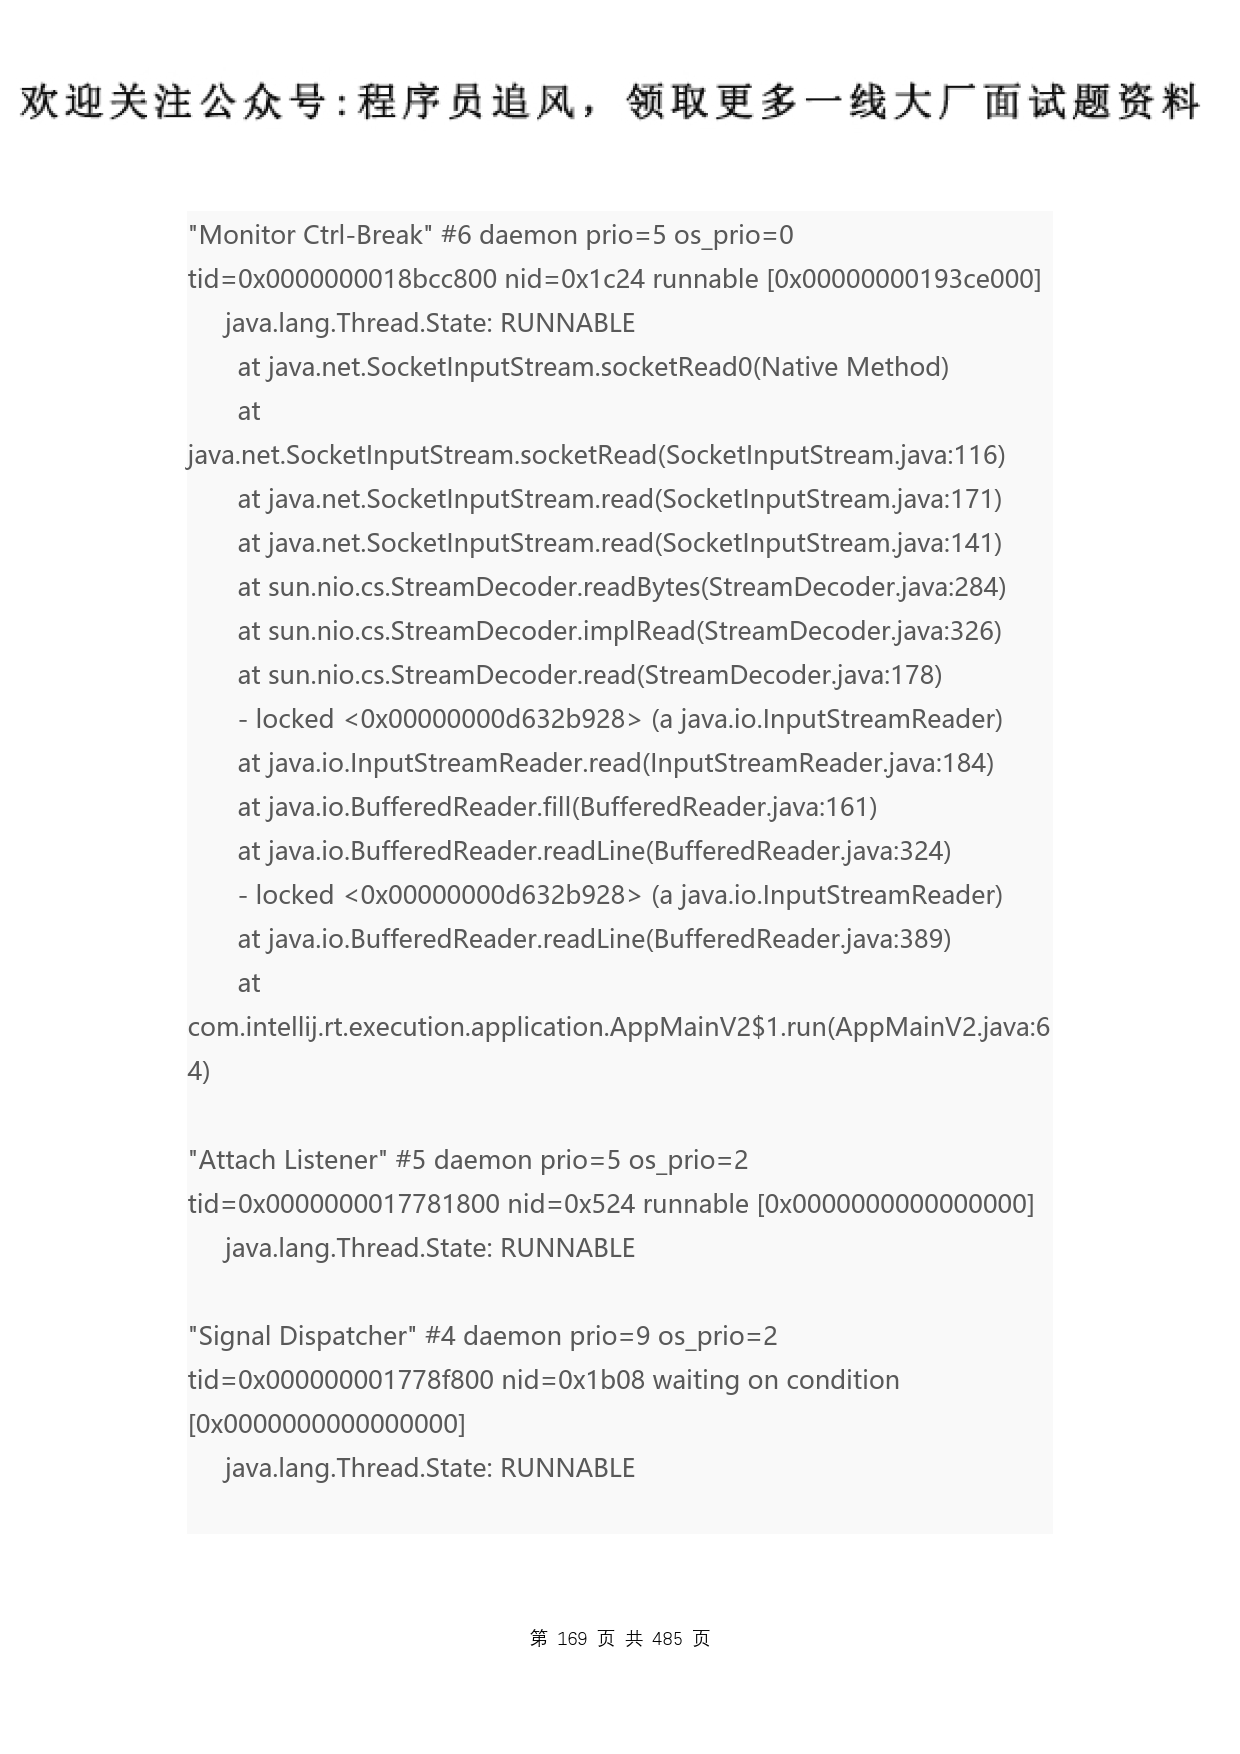 欢迎关注公众号:程序员追风，领取更多一线大厂面试题资料
"Monitor Ctrl-Break" #6 daemon prio=5 os_prio=0
tid=0x0000000018bcc800 nid=0x1c24 runnable [0x00000000193ce000]
java.lang.Thread.State: RUNNABLE
at java.net.SocketInputStream.socketRead0(Native Method)
at
java.net.SocketInputStream.socketRead(SocketInputStream.java:116)
at java.net.SocketInputStream.read(SocketInputStream.java:171)
at java.net.SocketInputStream.read(SocketInputStream.java:141)
at sun.nio.cs.StreamDecoder.readBytes(StreamDecoder.java:284)
at sun.nio.cs.StreamDecoder.implRead(StreamDecoder.java:326)
at sun.nio.cs.StreamDecoder.read(StreamDecoder.java:178)
- locked <0x00000000d632b928> (a java.io.InputStreamReader)
at java.io.InputStreamReader.read(InputStreamReader.java:184)
at java.io.BufferedReader.fill(BufferedReader.java:161)
at java.io.BufferedReader.readLine(BufferedReader.java:324)
- locked <0x00000000d632b928> (a java.io.InputStreamReader)
at java.io.BufferedReader.readLine(BufferedReader.java:389)
at
com.intellij.rt.execution.application.AppMainV2$1.run(AppMainV2.java:6
4)
"Attach Listener" #5 daemon prio=5 os_prio=2
tid=0x0000000017781800 nid=0x524 runnable [0x0000000000000000]
java.lang.Thread.State: RUNNABLE
"Signal Dispatcher" #4 daemon prio=9 os_prio=2
tid=0x000000001778f800 nid=0x1b08 waiting on condition
[0x0000000000000000]
java.lang.Thread.State: RUNNABLE
第 169 页 共 485 页